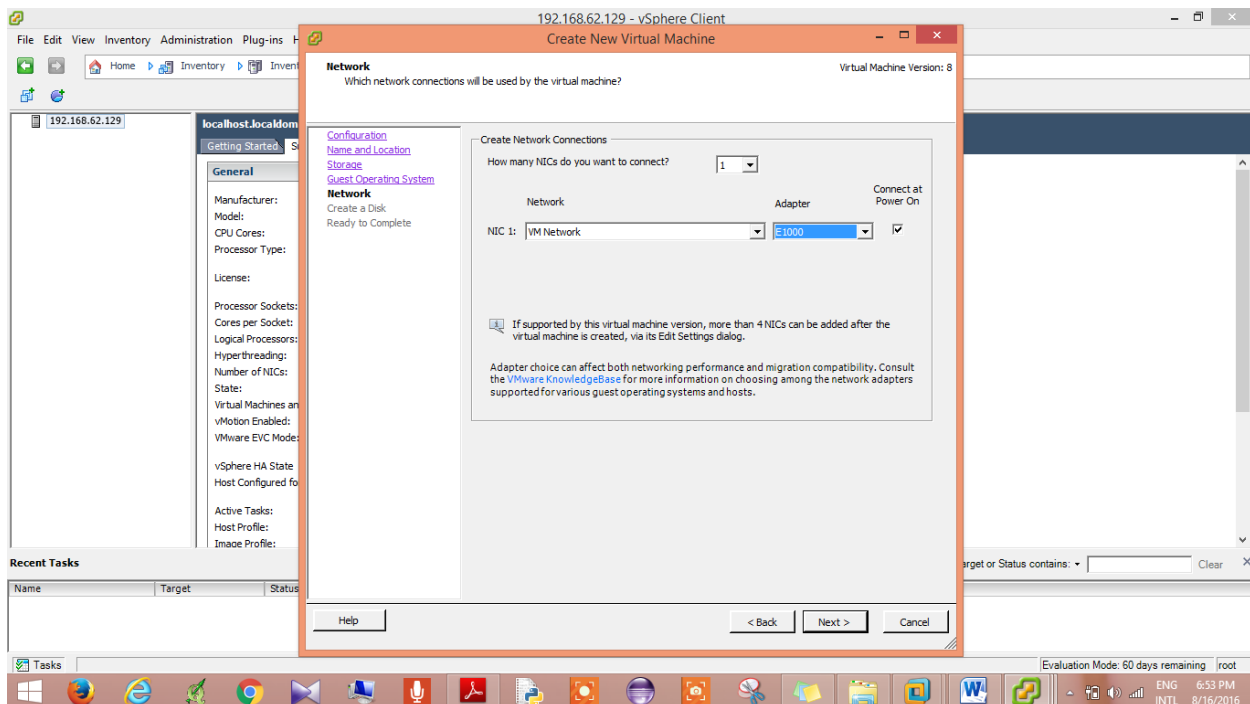 192.168.62.129 - vSphere Client
File Edit View Inventory Administration Plug-ins H
Create New Virtual Machine
Home Inventory Invent
Network
Which network connections will be used by the virtual machine?
Virtual Machine Version: 8
192.168.62.129
localhost.localdom
Getting Started S
General
Manufacturer:
Model:
CPU Cores:
Processor Type:
License:
Processor Sockets:
Cores per Socket:
Logical Processors:
Hyperthreading:
Number of NICs:
State:
Virtual Machines an
vMotion Enabled:
VMware EVC Mode:
vSphere HA State
Host Configured fo
Active Tasks:
Host Profile:
Image Profile:
Configuration
Name and Location
Storage
Guest Operating System
Network
Create a Disk
Ready to Complete
Create Network Connections
How many NICs do you want to connect? 1
Network Adapter Connect at
Power On
NIC 1: VM Network E1000
If supported by this virtual machine version, more than 4 NICs can be added after the
virtual machine is created, via its Edit Settings dialog.
Adapter choice can affect both networking performance and migration compatibility. Consult
the VMware KnowledgeBase for more information on choosing among the network adapters
supported for various guest operating systems and hosts.
Help < Back Next > Cancel
Recent Tasks
arget or Status contains: Clear
Name Target Status
Tasks
Evaluation Mode: 60 days remaining root
ENG 6:53 PM
INTL 8/16/2016